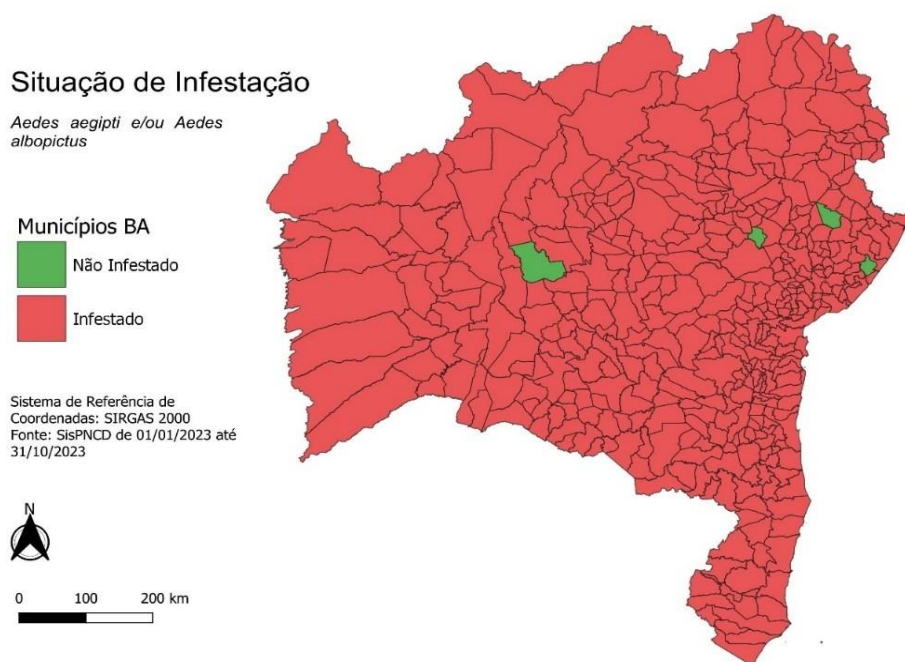 Situação de Infestação
Aedes aegipti e/ou Aedes
albopictus
Municípios BA
Não Infestado
Infestado
Sistema de Referência de
Coordenadas: SIRGAS 2000
Fonte: SisPNCD de 01/01/2023 até
31/10/2023
N
0 100 200 km